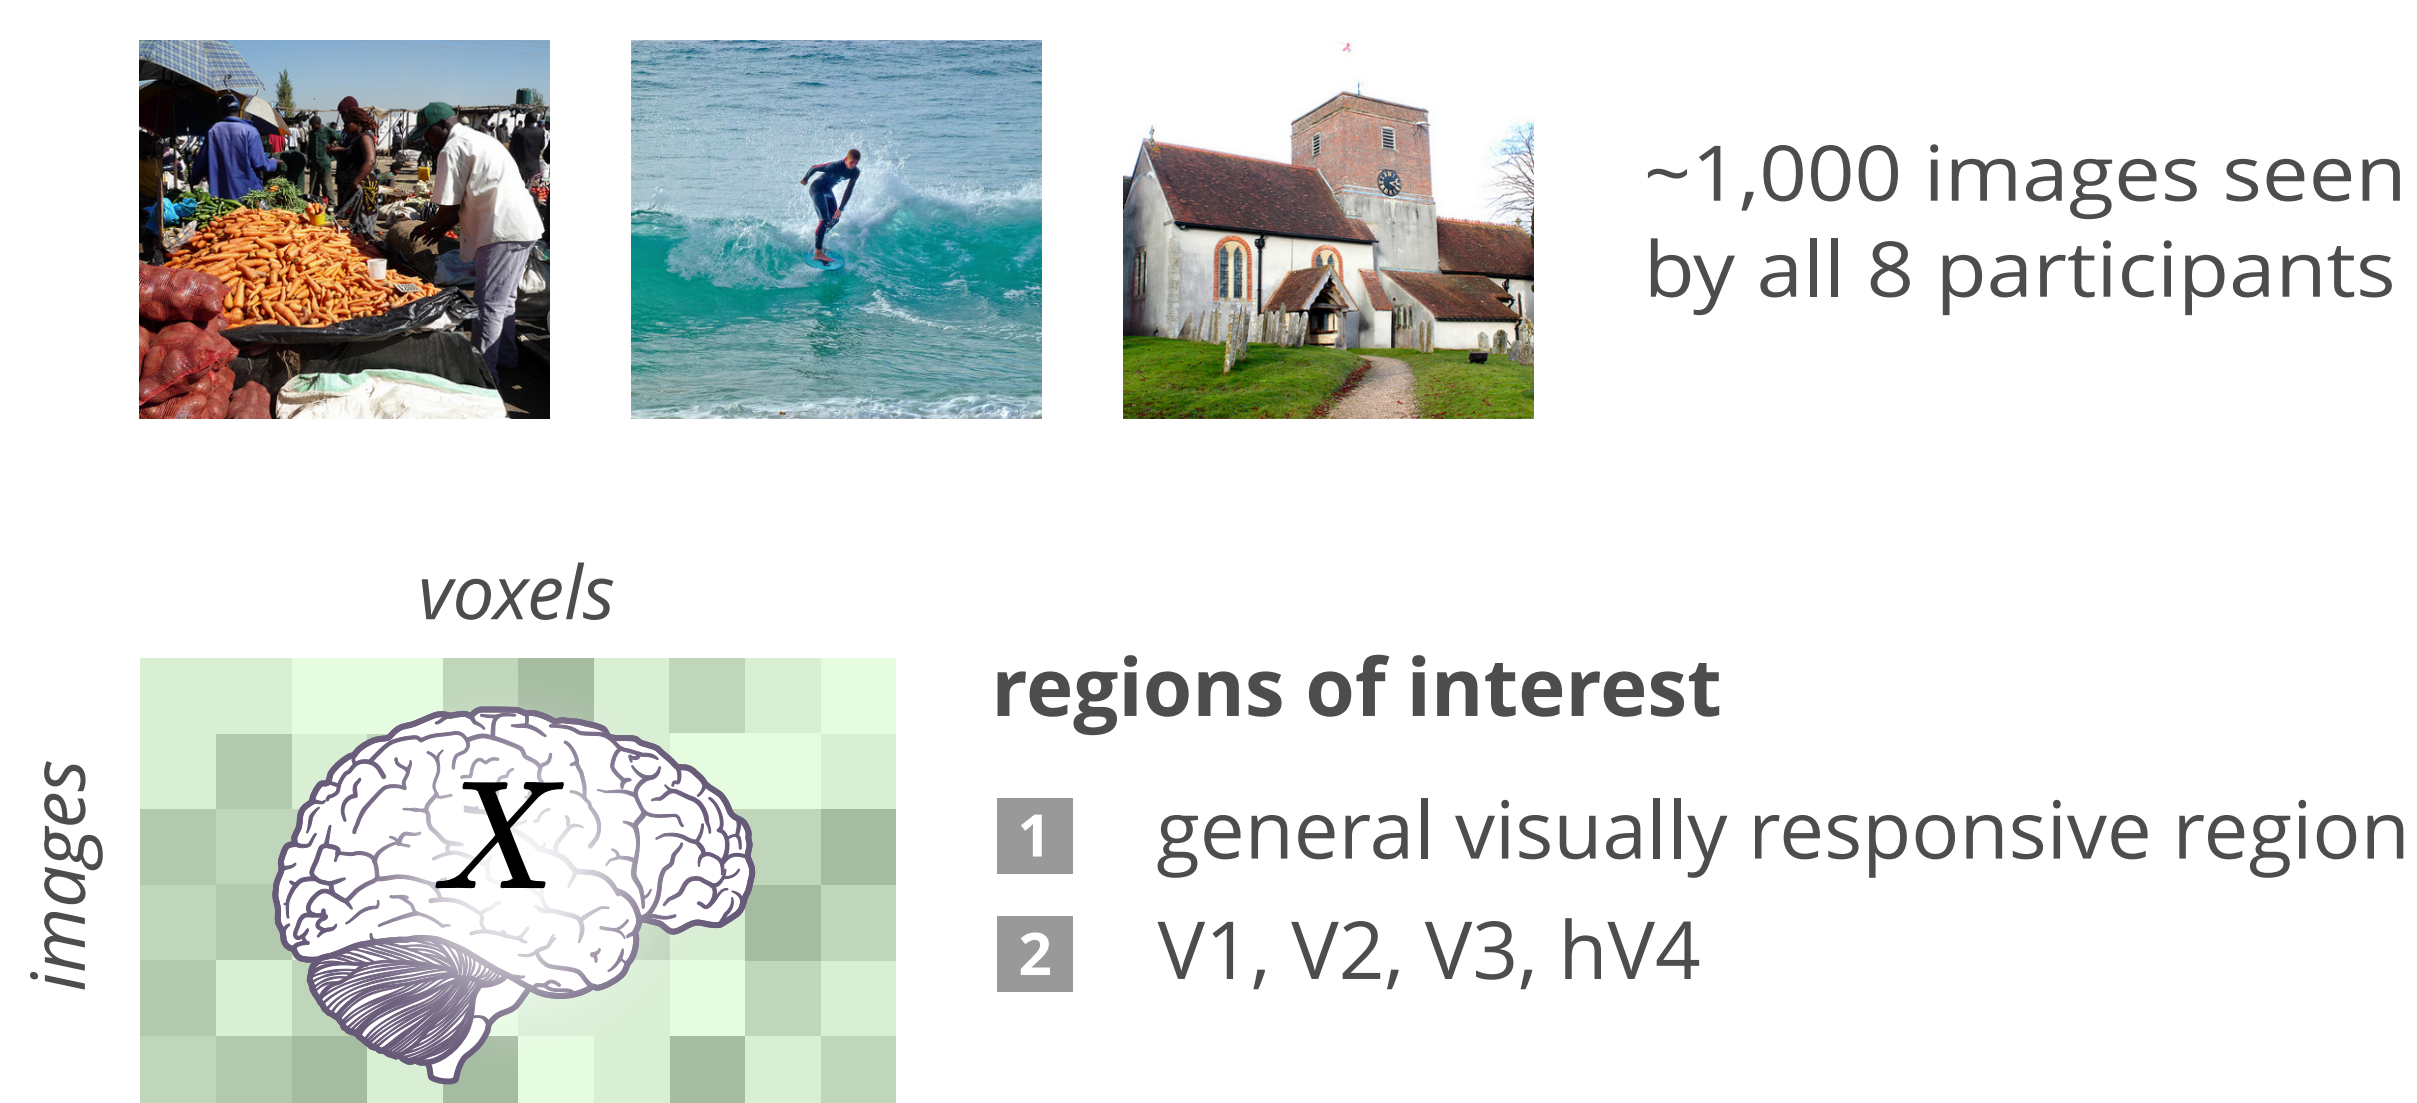 ~1,000 images seen
by all 8 participants
voxels
images
X
regions of interest
1 general visually responsive region
2 V1, V2, V3, hV4